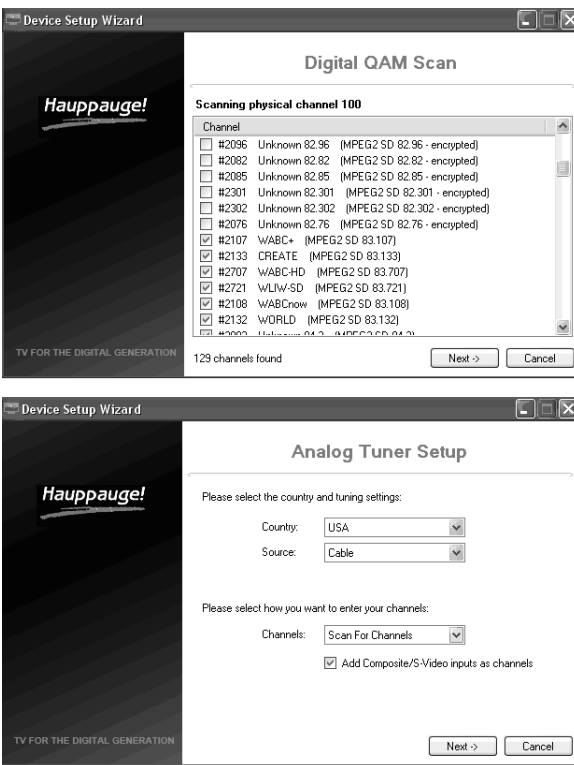 Device Setup Wizard
Digital QAM Scan
Hauppauge!
Scanning physical channel 100
Channel
#2096 Unknown 82.96 (MPEG2 SD 82.96 - encrypted)
#2082 Unknown 82.82 (MPEG2 SD 82.82 - encrypted)
#2085 Unknown 82.85 (MPEG2 SD 82.85 - encrypted)
#2301 Unknown 82.301 (MPEG2 SD 82.301 - encrypted)
#2302 Unknown 82.302 (MPEG2 SD 82.302 - encrypted)
#2076 Unknown 82.76 (MPEG2 SD 82.76 - encrypted)
#2107 WABC+ (MPEG2 SD 83.107)
#2133 CREATE (MPEG2 SD 83.133)
#2707 WABC-HD (MPEG2 SD 83.707)
#2721 WLIW-SD (MPEG2 SD 83.721)
#2108 WABCnow (MPEG2 SD 83.108)
#2132 WORLD (MPEG2 SD 83.132)
TV FOR THE DIGITAL GENERATION
129 channels found
Next ->
Cancel
Device Setup Wizard
Analog Tuner Setup
Hauppauge!
Please select the country and tuning settings:
Country: USA
Source: Cable
Please select how you want to enter your channels:
Channels: Scan For Channels
Add Composite/S-Video inputs as channels
TV FOR THE DIGITAL GENERATION
Next ->
Cancel